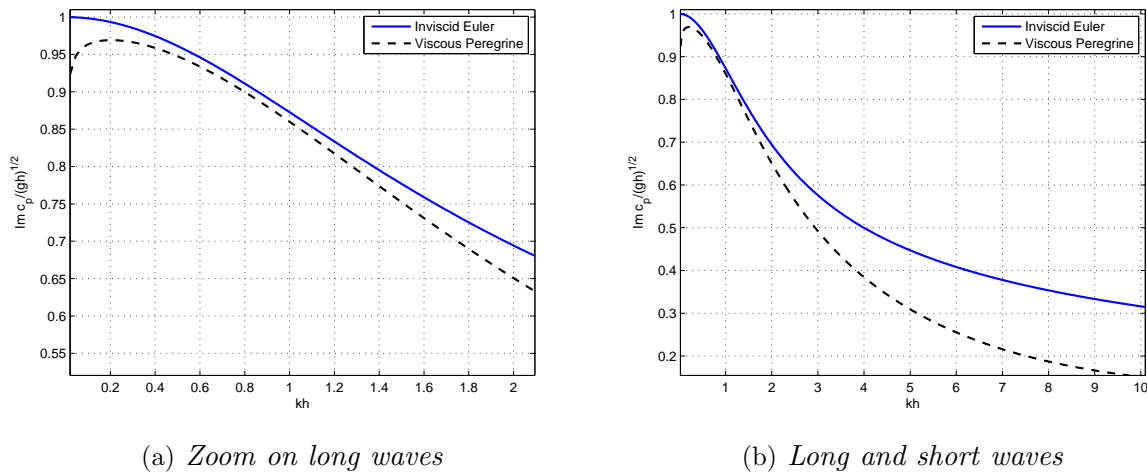 1
0.95
0.9
0.85
0.8
0.75
0.7
0.65
0.6
0.55
Im c_p/(gh)^{1/2}
0.2 0.4 0.6 0.8 1 1.2 1.4 1.6 1.8 2
kh
Inviscid Euler
Viscous Peregrine
(a) Zoom on long waves
1
0.9
0.8
0.7
0.6
0.5
0.4
0.3
0.2
Im c_p/(gh)^{1/2}
1 2 3 4 5 6 7 8 9 10
kh
Inviscid Euler
Viscous Peregrine
(b) Long and short waves